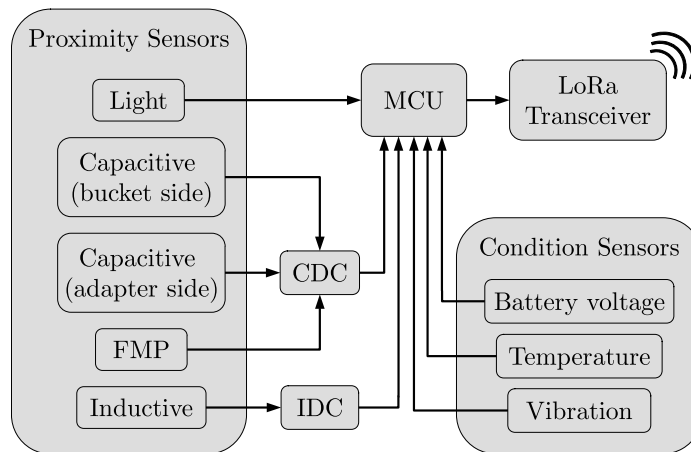 Proximity Sensors
Light
Capacitive
(bucket side)
Capacitive
(adapter side)
FMP
Inductive
CDC
IDC
MCU
LoRa
Transceiver
Condition Sensors
Battery voltage
Temperature
Vibration